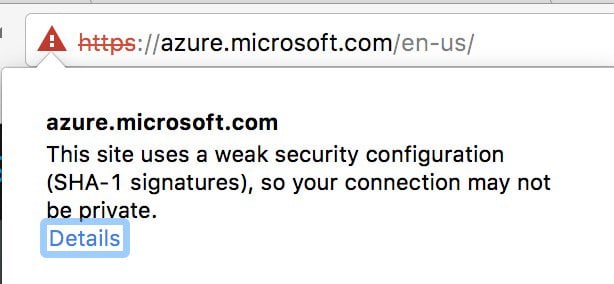 https://azure.microsoft.com/en-us/
azure.microsoft.com
This site uses a weak security configuration
(SHA-1 signatures), so your connection may not
be private.
Details